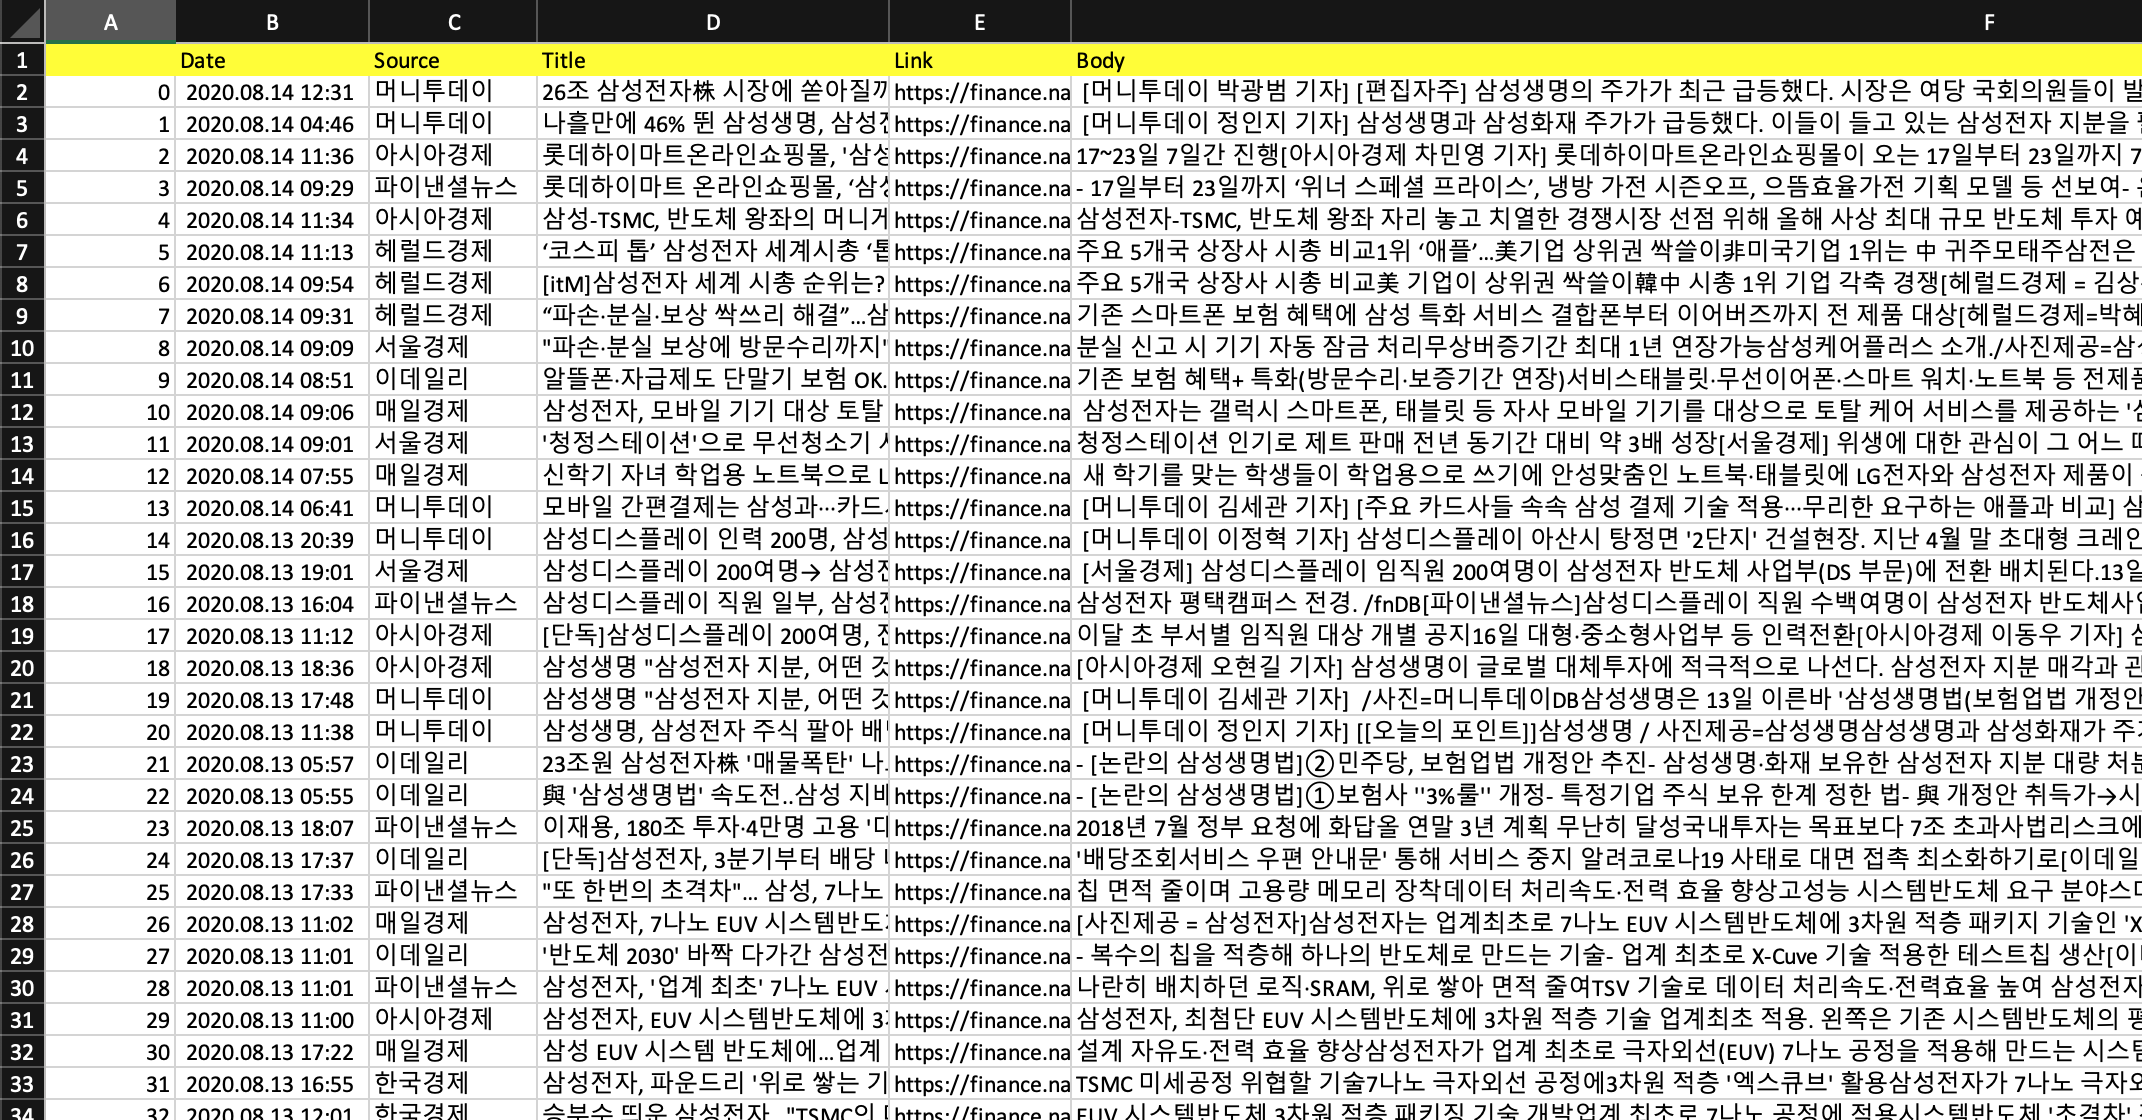 A B C D E F
1 Date Source Title Link Body
2 0 2020.08.14 12:31 머니투데이 26조 삼성전자株 시장에 쏟아질까 https://finance.na [머니투데이 박광범 기자] [편집자주] 삼성생명의 주가가 최근 급등했다. 시장은 여당 국회의원들이 발
3 1 2020.08.14 04:46 머니투데이 나흘만에 46% 뛴 삼성생명, 삼성전 https://finance.na [머니투데이 정인지 기자] 삼성생명과 삼성화재 주가가 급등했다. 이들이 들고 있는 삼성전자 지분을
4 2 2020.08.14 11:36 아시아경제 롯데하이마트온라인쇼핑몰, '삼성 https://finance.na 17~23일 7일간 진행[아시아경제 차민영 기자] 롯데하이마트온라인쇼핑몰이 오는 17일부터 23일까지 7
5 3 2020.08.14 09:29 파이낸셜뉴스 롯데하이마트 온라인쇼핑몰, ‘삼성 https://finance.na - 17일부터 23일까지 ‘위너 스페셜 프라이스’, 냉방 가전 시즌오프, 으뜸효율가전 기획 모델 등 선보여-
6 4 2020.08.14 11:34 아시아경제 삼성-TSMC, 반도체 왕좌의 머니게 https://finance.na 삼성전자-TSMC, 반도체 왕좌 자리 놓고 치열한 경쟁시장 선점 위해 올해 사상 최대 규모 반도체 투자 예
7 5 2020.08.14 11:13 헤럴드경제 ‘코스피 톱’ 삼성전자 세계시총 ‘톱 https://finance.na 주요 5개국 상장사 시총 비교1위 ‘애플’…美기업 상위권 싹쓸이非미국기업 1위는 中 귀주모태주삼전은
8 6 2020.08.14 09:54 헤럴드경제 [itM]삼성전자 세계 시총 순위는? https://finance.na 주요 5개국 상장사 시총 비교美 기업이 상위권 싹쓸이韓中 시총 1위 기업 각축 경쟁[헤럴드경제 = 김상
9 7 2020.08.14 09:31 헤럴드경제 “파손·분실·보상 싹쓰리 해결”…삼 https://finance.na 기존 스마트폰 보험 혜택에 삼성 특화 서비스 결합폰부터 이어버즈까지 전 제품 대상[헤럴드경제=박혜
10 8 2020.08.14 09:09 서울경제 "파손·분실 보상에 방문수리까지" https://finance.na 분실 신고 시 기기 자동 잠금 처리무상버증기간 최대 1년 연장가능삼성케어플러스 소개./사진제공=삼성
11 9 2020.08.14 08:51 이데일리 알뜰폰·자급제도 단말기 보험 OK. https://finance.na 기존 보험 혜택+ 특화(방문수리·보증기간 연장)서비스태블릿·무선이어폰·스마트 워치·노트북 등 전제품
12 10 2020.08.14 09:06 매일경제 삼성전자, 모바일 기기 대상 토탈 https://finance.na 삼성전자는 갤럭시 스마트폰, 태블릿 등 자사 모바일 기기를 대상으로 토탈 케어 서비스를 제공하는 '삼
13 11 2020.08.14 09:01 서울경제 '청정스테이션'으로 무선청소기 시 https://finance.na 청정스테이션 인기로 제트 판매 전년 동기간 대비 약 3배 성장[서울경제] 위생에 대한 관심이 그 어느 때
14 12 2020.08.14 07:55 매일경제 신학기 자녀 학업용 노트북으로 L https://finance.na 새 학기를 맞는 학생들이 학업용으로 쓰기에 안성맞춤인 노트북·태블릿에 LG전자와 삼성전자 제품이
15 13 2020.08.14 06:41 머니투데이 모바일 간편결제는 삼성과…카드 https://finance.na [머니투데이 김세관 기자] [주요 카드사들 속속 삼성 결제 기술 적용…무리한 요구하는 애플과 비교] 삼
16 14 2020.08.13 20:39 머니투데이 삼성디스플레이 인력 200명, 삼성 https://finance.na [머니투데이 이정혁 기자] 삼성디스플레이 아산시 탕정면 '2단지' 건설현장. 지난 4월 말 초대형 크레인
17 15 2020.08.13 19:01 서울경제 삼성디스플레이 200여명→ 삼성전 https://finance.na [서울경제] 삼성디스플레이 임직원 200여명이 삼성전자 반도체 사업부(DS 부문)에 전환 배치된다.13일
18 16 2020.08.13 16:04 파이낸셜뉴스 삼성디스플레이 직원 일부, 삼성전 https://finance.na 삼성전자 평택캠퍼스 전경. /fnDB[파이낸셜뉴스]삼성디스플레이 직원 수백여명이 삼성전자 반도체사업
19 17 2020.08.13 11:12 아시아경제 [단독]삼성디스플레이 200여명, 전 https://finance.na 이달 초 부서별 임직원 대상 개별 공지16일 대형·중소형사업부 등 인력전환[아시아경제 이동우 기자] 삼
20 18 2020.08.13 18:36 아시아경제 삼성생명 "삼성전자 지분, 어떤 것 https://finance.na [아시아경제 오현길 기자] 삼성생명이 글로벌 대체투자에 적극적으로 나선다. 삼성전자 지분 매각과 관
21 19 2020.08.13 17:48 머니투데이 삼성생명 "삼성전자 지분, 어떤 것 https://finance.na [머니투데이 김세관 기자] /사진=머니투데이DB삼성생명은 13일 이른바 '삼성생명법(보험업법 개정안
22 20 2020.08.13 11:38 머니투데이 삼성생명, 삼성전자 주식 팔아 배 https://finance.na [머니투데이 정인지 기자] [[오늘의 포인트]]삼성생명 / 사진제공=삼성생명삼성생명과 삼성화재가 주
23 21 2020.08.13 05:57 이데일리 23조원 삼성전자株 '매물폭탄' 나. https://finance.na - [논란의 삼성생명법]②민주당, 보험업법 개정안 추진- 삼성생명·화재 보유한 삼성전자 지분 대량 처분
24 22 2020.08.13 05:55 이데일리 與 '삼성생명법' 속도전..삼성 지배 https://finance.na - [논란의 삼성생명법]①보험사 ''3%룰'' 개정- 특정기업 주식 보유 한계 정한 법- 與 개정안 취득가→시
25 23 2020.08.13 18:07 파이낸셜뉴스 이재용, 180조 투자·4만명 고용 '대 https://finance.na 2018년 7월 정부 요청에 화답올 연말 3년 계획 무난히 달성국내투자는 목표보다 7조 초과사법리스크에
26 24 2020.08.13 17:37 이데일리 [단독]삼성전자, 3분기부터 배당 https://finance.na '배당조회서비스 우편 안내문' 통해 서비스 중지 알려코로나19 사태로 대면 접촉 최소화하기로[이데일
27 25 2020.08.13 17:33 파이낸셜뉴스 "또 한번의 초격차"… 삼성, 7나노 https://finance.na 칩 면적 줄이며 고용량 메모리 장착데이터 처리속도·전력 효율 향상고성능 시스템반도체 요구 분야스마
28 26 2020.08.13 11:02 매일경제 삼성전자, 7나노 EUV 시스템반도 https://finance.na [사진제공 = 삼성전자]삼성전자는 업계최초로 7나노 EUV 시스템반도체에 3차원 적층 패키지 기술인 'X
29 27 2020.08.13 11:01 이데일리 '반도체 2030' 바짝 다가간 삼성전 https://finance.na - 복수의 칩을 적층해 하나의 반도체로 만드는 기술- 업계 최초로 X-Cuve 기술 적용한 테스트칩 생산[이
30 28 2020.08.13 11:01 파이낸셜뉴스 삼성전자, '업계 최초' 7나노 EUV https://finance.na 나란히 배치하던 로직·SRAM, 위로 쌓아 면적 줄여TSV 기술로 데이터 처리속도·전력효율 높여 삼성전자
31 29 2020.08.13 11:00 아시아경제 삼성전자, EUV 시스템반도체에 3 https://finance.na 삼성전자, 최첨단 EUV 시스템반도체에 3차원 적층 기술 업계최초 적용. 왼쪽은 기존 시스템반도체의 평
32 30 2020.08.13 17:22 매일경제 삼성 EUV 시스템 반도체에…업계 https://finance.na 설계 자유도·전력 효율 향상삼성전자가 업계 최초로 극자외선(EUV) 7나노 공정을 적용해 만드는 시스템
33 31 2020.08.13 16:55 한국경제 삼성전자, 파운드리 '위로 쌓는 기 https://finance.na TSMC 미세공정 위협할 기술7나노 극자외선 공정에3차원 적층 '엑스큐브' 활용삼성전자가 7나노 극자외
34 32 2020.08.13 12:01 한국경제 승부수 띄운 삼성전자 "TSMC의 https://finance.na EUV 시스템반도체 3차원 적층 패키징 기술 개발업계 최초로 7나노 공정에 적용시스템반도체 '초격차'